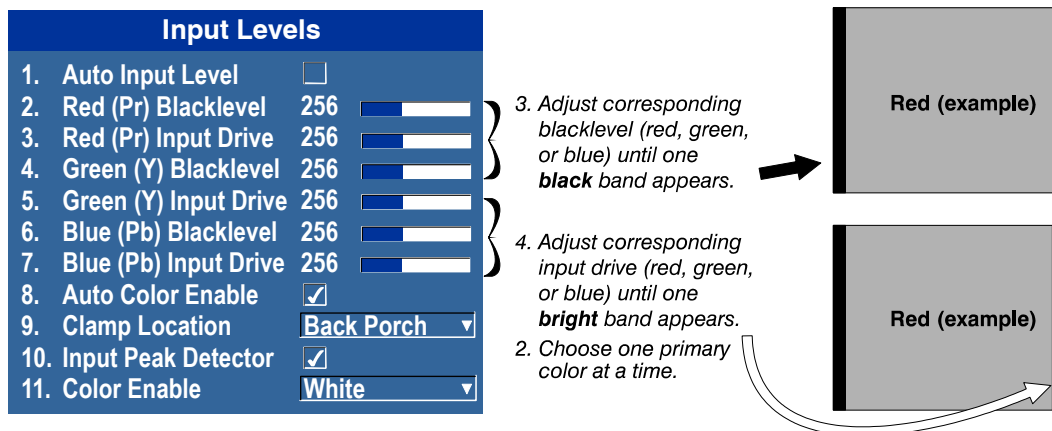 Input Levels
1. Auto Input Level
2. Red (Pr) Blacklevel 256
3. Red (Pr) Input Drive 256
4. Green (Y) Blacklevel 256
5. Green (Y) Input Drive 256
6. Blue (Pb) Blacklevel 256
7. Blue (Pb) Input Drive 256
8. Auto Color Enable
9. Clamp Location Back Porch
10. Input Peak Detector
11. Color Enable White
3. Adjust corresponding
blacklevel (red, green,
or blue) until one
black band appears.
4. Adjust corresponding
input drive (red, green,
or blue) until one
bright band appears.
2. Choose one primary
color at a time.
Red (example)
Red (example)